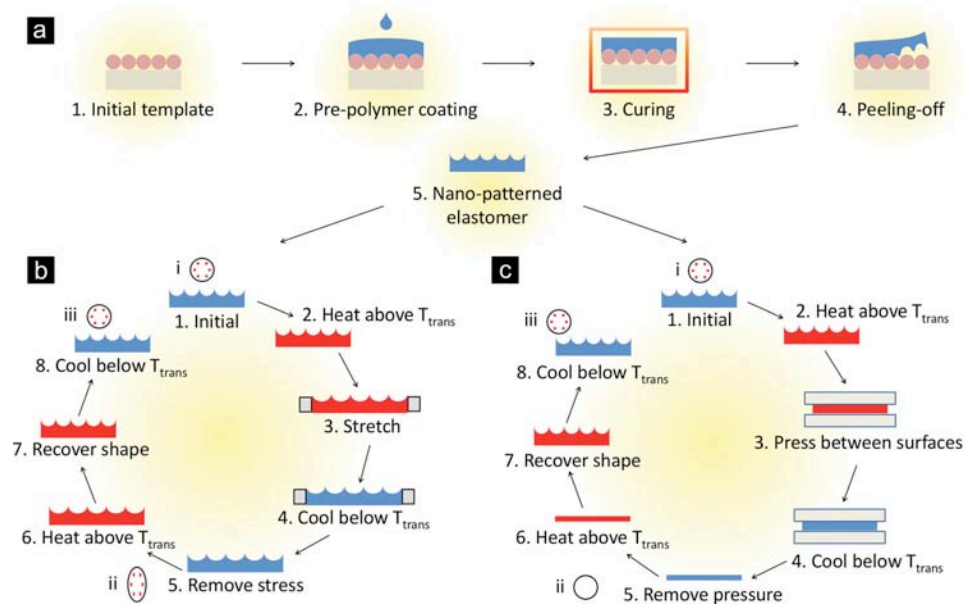 a
1. Initial template
2. Pre-polymer coating
3. Curing
4. Peeling-off
5. Nano-patterned
elastomer
b
i
1. Initial
2. Heat above Ttrans
3. Stretch
4. Cool below Ttrans
5. Remove stress
ii
6. Heat above Ttrans
7. Recover shape
8. Cool below Ttrans
iii
c
i
1. Initial
2. Heat above Ttrans
3. Press between surfaces
4. Cool below Ttrans
5. Remove pressure
ii
6. Heat above Ttrans
7. Recover shape
8. Cool below Ttrans
iii